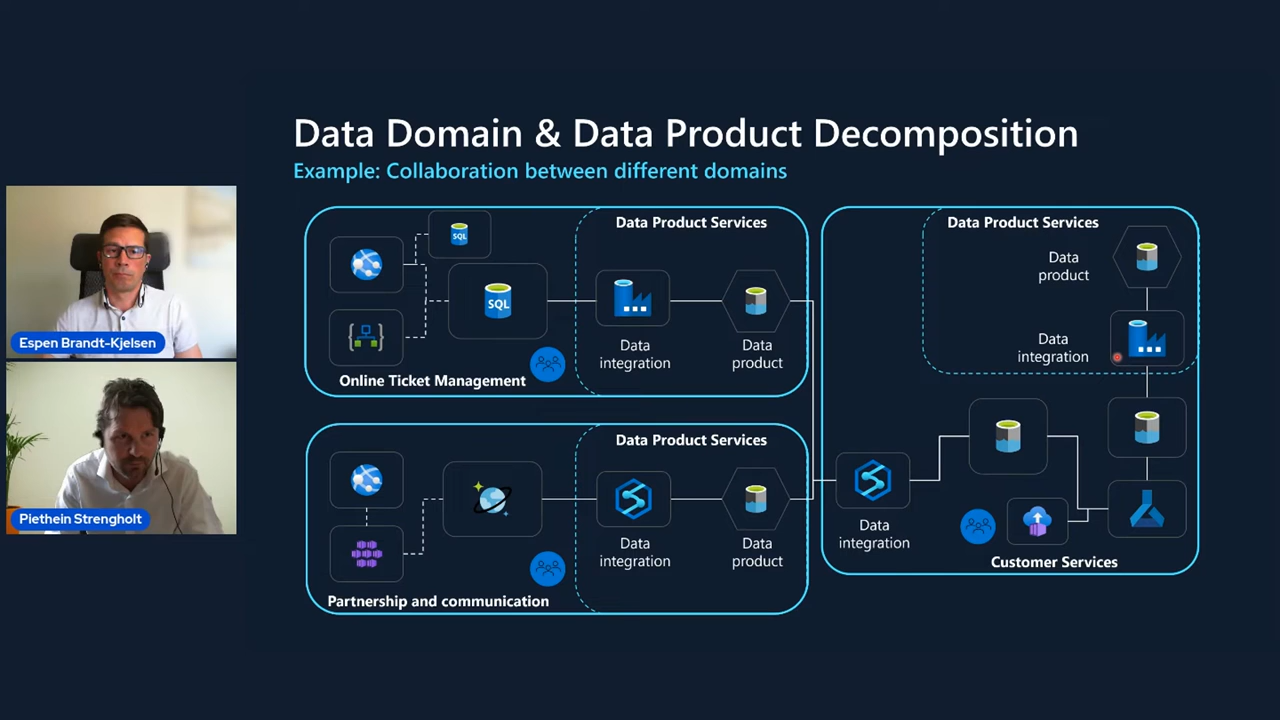 Data Domain & Data Product Decomposition
Example: Collaboration between different domains
Espen Brandt-Kjelsen
Piethein Strengholt
Data Product Services
SQL
SQL
Data
integration
Data
product
Online Ticket Management
Data Product Services
Data
integration
Data
product
Partnership and communication
Data Product Services
Data
product
Data
integration
Data
integration
Customer Services